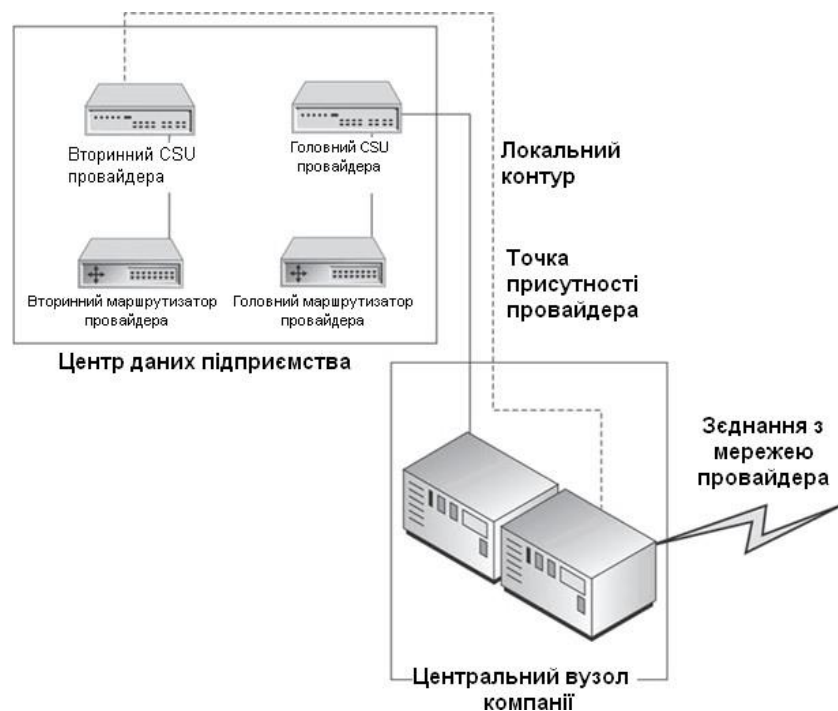 Вторинний CSU
провайдера
Головний CSU
провайдера
Локальний
контур
Вторинний маршрутизатор
провайдера
Головний маршрутизатор
провайдера
Точка
присутності
провайдера
Центр даних підприємства
Зєднання з
мережею
провайдера
Центральний вузол
компанії